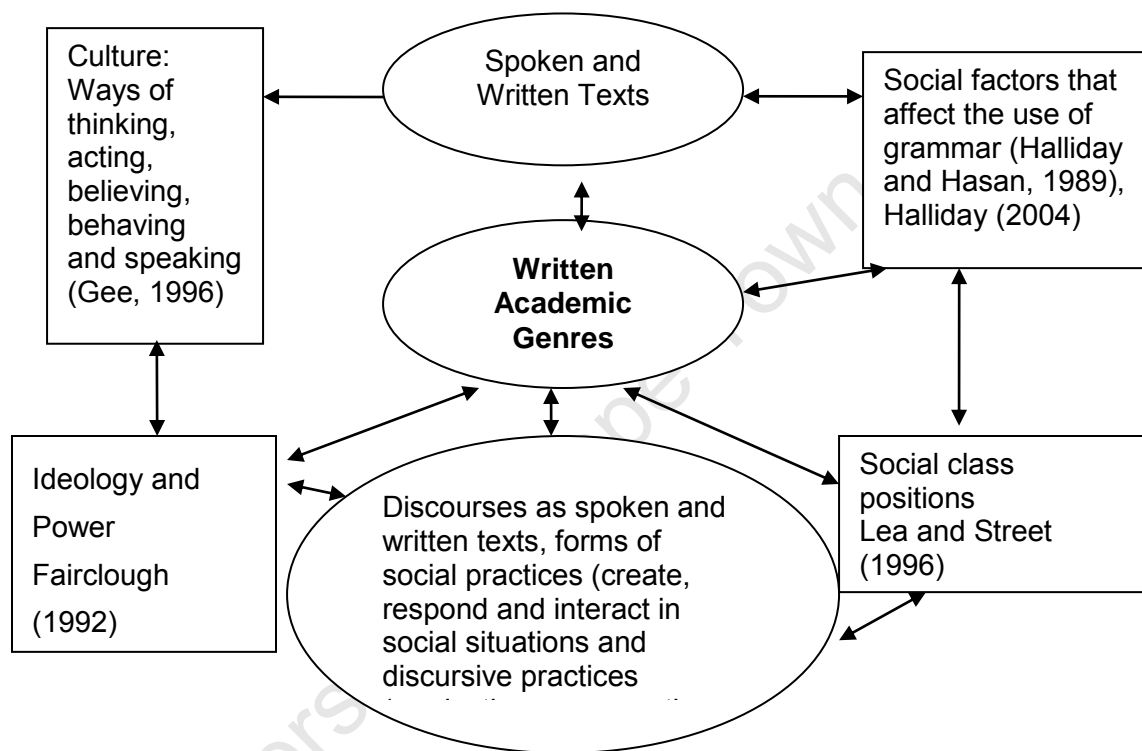 Culture:
Ways of
thinking,
acting,
believing,
behaving
and speaking
(Gee, 1996)
Spoken and
Written Texts
Social factors that
affect the use of
grammar (Halliday
and Hasan, 1989),
Halliday (2004)
Written
Academic
Genres
Ideology and
Power
Fairclough
(1992)
Discourses as spoken and
written texts, forms of
social practices (create,
respond and interact in
social situations and
discursive practices
Social class
positions
Lea and Street
(1996)